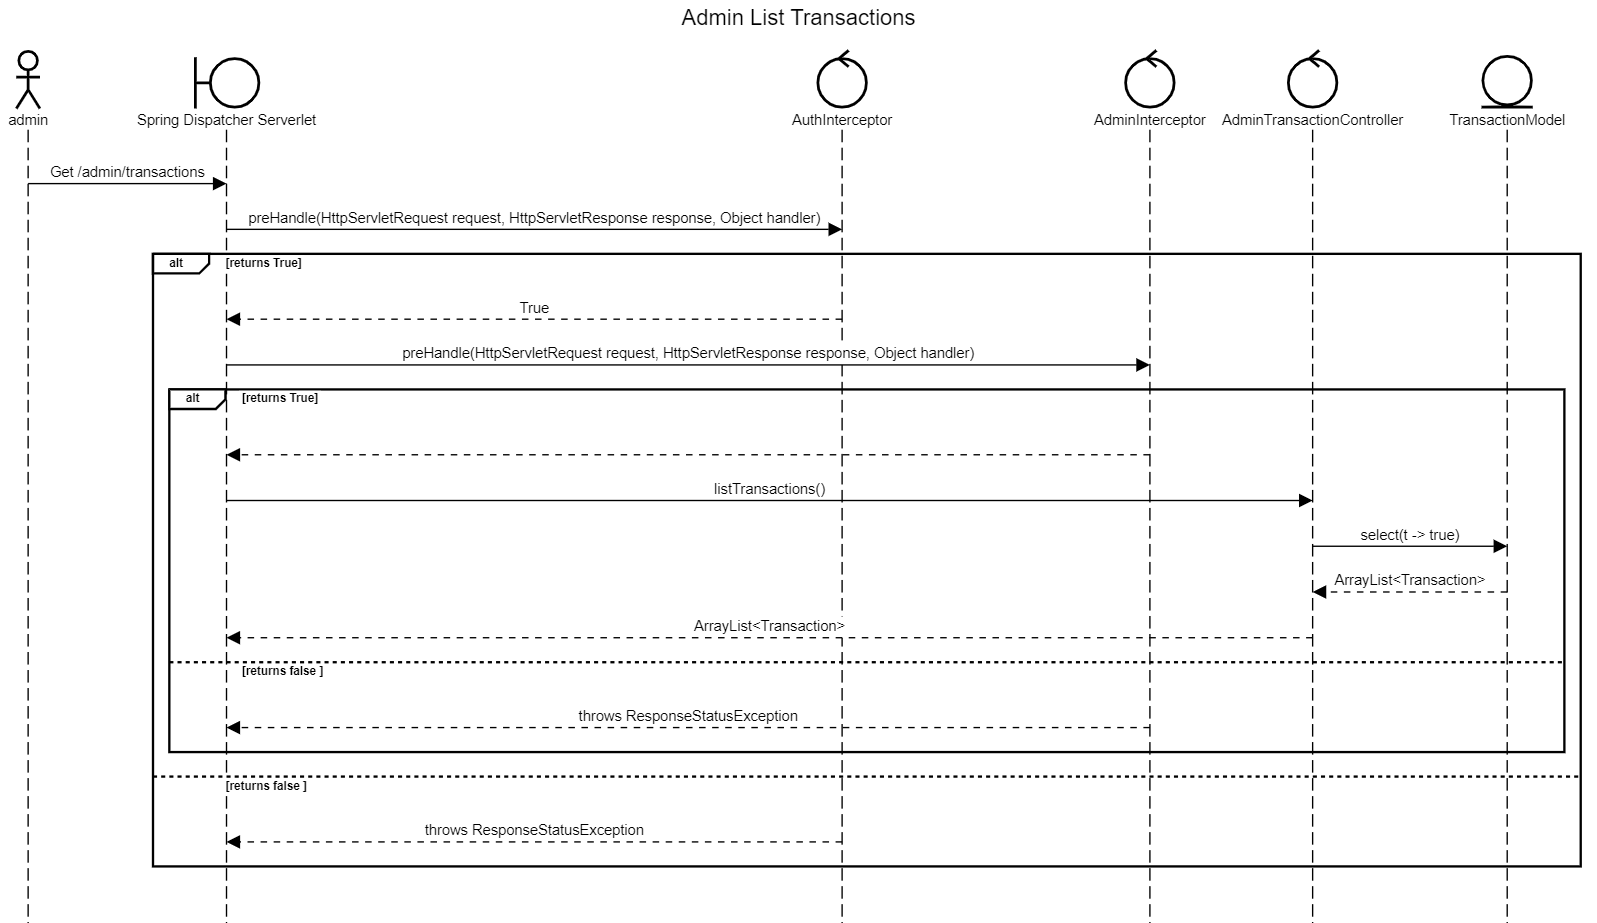 Admin List Transactions
admin
Spring Dispatcher Serverlet
AuthInterceptor
AdminInterceptor
AdminTransactionController
TransactionModel
Get /admin/transactions
preHandle(HttpServletRequest request, HttpServletResponse response, Object handler)
alt
[returns True]
True
preHandle(HttpServletRequest request, HttpServletResponse response, Object handler)
alt
[returns True]
listTransactions()
select(t -> true)
ArrayList<Transaction>
ArrayList<Transaction>
[returns false ]
throws ResponseStatusException
[returns false ]
throws ResponseStatusException